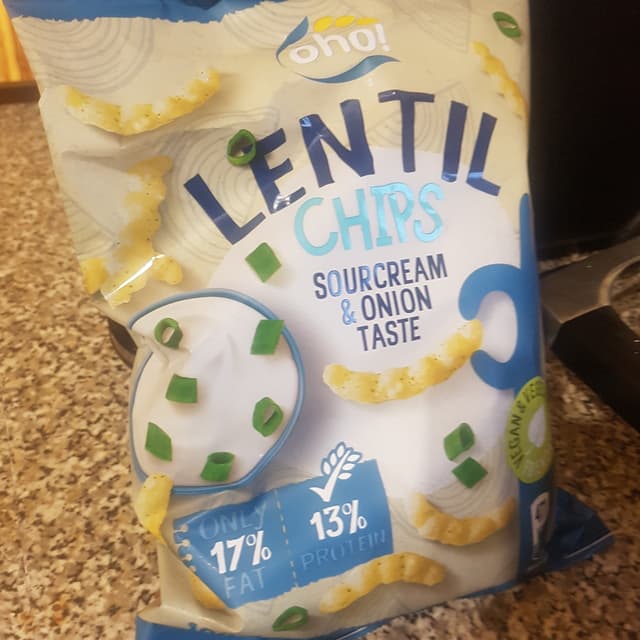 oho!
LENTIL
CHIPS
SOURCREAM
& ONION
TASTE
ONLY
17%
FAT
13%
PROTEIN